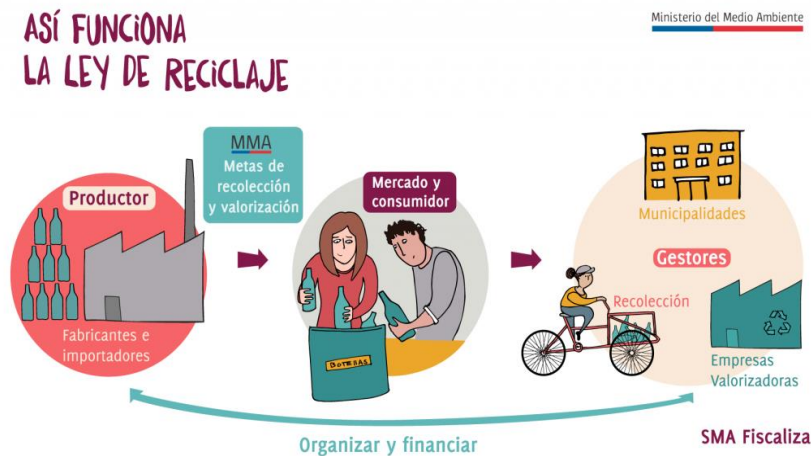 ASÍ FUNCIONA
LA LEY DE RECICLAJE
Ministerio del Medio Ambiente
MMA
Metas de
recolección
y valorización
Productor
Fabricantes e
importadores
Mercado y
consumidor
BOTELLAS
Municipalidades
Gestores
Recolección
Empresas
Valorizadoras
Organizar y financiar
SMA Fiscaliza